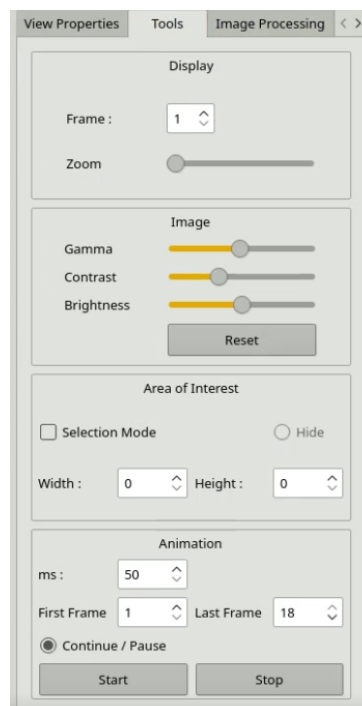 View Properties Tools Image Processing
Display
Frame : 1
Zoom
Image
Gamma
Contrast
Brightness
Reset
Area of Interest
Selection Mode Hide
Width : 0 Height : 0
Animation
ms : 50
First Frame 1 Last Frame 18
Continue / Pause
Start Stop